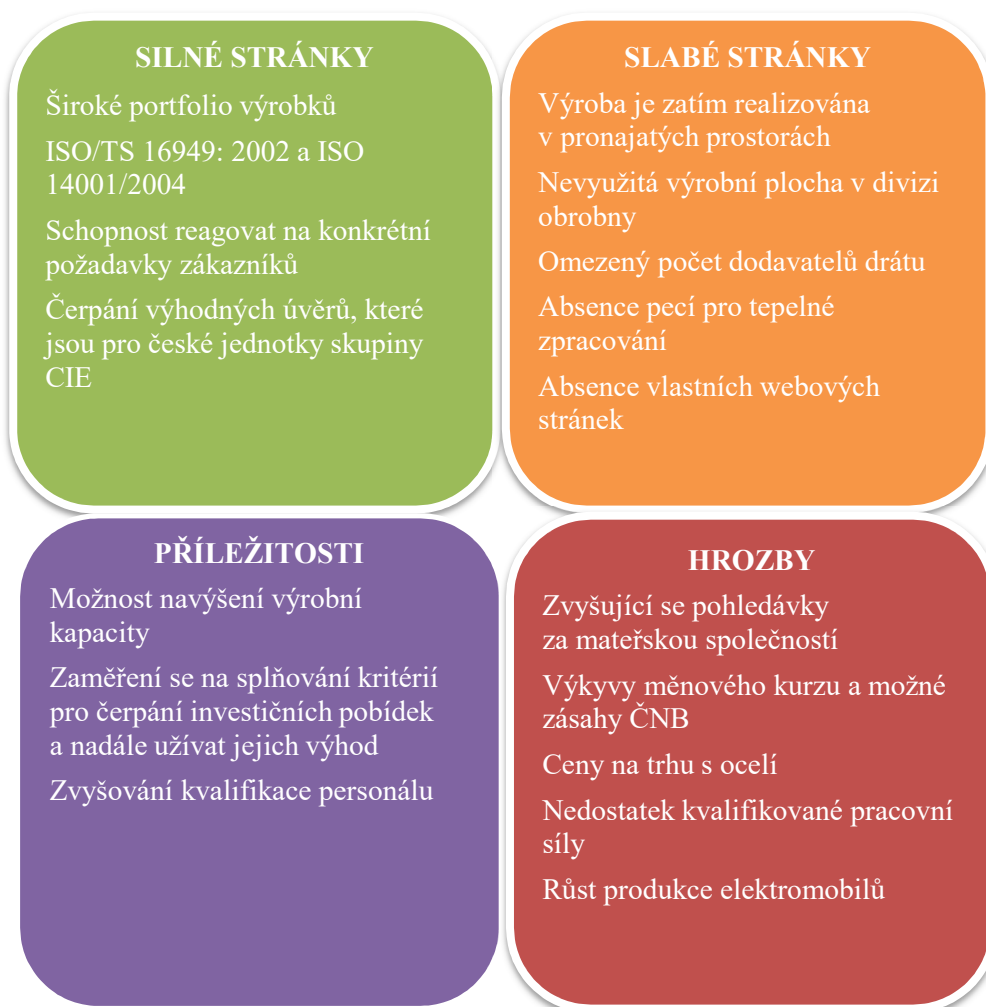 SILNÉ STRÁNKY
Široké portfolio výrobků
ISO/TS 16949: 2002 a ISO
14001/2004
Schopnost reagovat na konkrétní
požadavky zákazníků
Čerpání výhodných úvěrů, které
jsou pro české jednotky skupiny
CIE
SLABÉ STRÁNKY
Výroba je zatím realizována
v pronajatých prostorách
Nevyužitá výrobní plocha v divizi
obrobny
Omezený počet dodavatelů drátu
Absence pecí pro tepelné
zpracování
Absence vlastních webových
stránek
PŘÍLEŽITOSTI
Možnost navýšení výrobní
kapacity
Zaměření se na splňování kritérií
pro čerpání investičních pobídek
a nadále užívat jejich výhod
Zvyšování kvalifikace personálu
HROZBY
Zvyšující se pohledávky
za mateřskou společností
Výkyvy měnového kurzu a možné
zásahy ČNB
Ceny na trhu s ocelí
Nedostatek kvalifikované pracovní
síly
Růst produkce elektromobilů